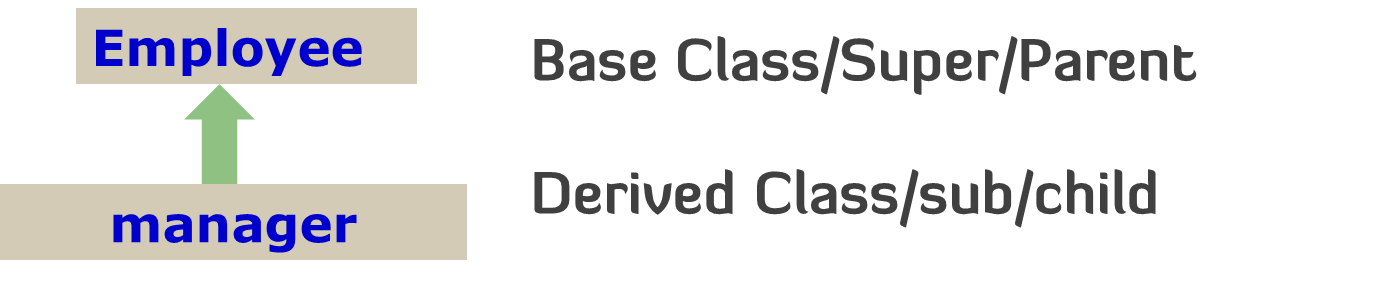 Employee
Base Class/Super/Parent
manager
Derived Class/sub/child